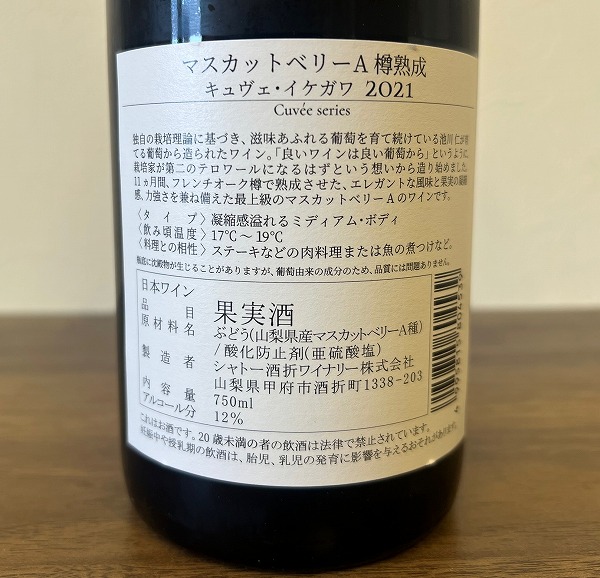 マスカットベリーA 樽熟成
キュヴェ・イケガワ 2021
Cuvée series
独自の栽培理論に基づき、滋味あふれる葡萄を育て続けている池川仁が育
てる葡萄から造られたワイン。「良いワインは良い葡萄から」というように、
栽培家が第二のテロワールになるはずという想いから造り始めました。
11ヵ月間、フレンチオーク樽で熟成させた、エレガントな風味と果実の凝縮
感、力強さを兼ね備えた最上級のマスカットベリーAのワインです。
〈タイプ〉凝縮感溢れるミディアム・ボディ
〈飲み頃温度〉17℃〜19℃
〈料理との相性〉ステーキなどの肉料理または魚の煮つけなど。
瓶底に沈殿物が生じることがありますが、葡萄由来の成分のため、品質には問題ありません。
日本ワイン
品目 果実酒
原材料名 ぶどう(山梨県産マスカットベリーA種)
/酸化防止剤(亜硫酸塩)
製造者 シャトー酒折ワイナリー株式会社
山梨県甲府市酒折町1338-203
内容量 750ml
アルコール分 12%
これはお酒です。20歳未満の者の飲酒は法律で禁止されています。
妊娠中や授乳期の飲酒は、胎児、乳児の発育に影響を与えるおそれがあります。